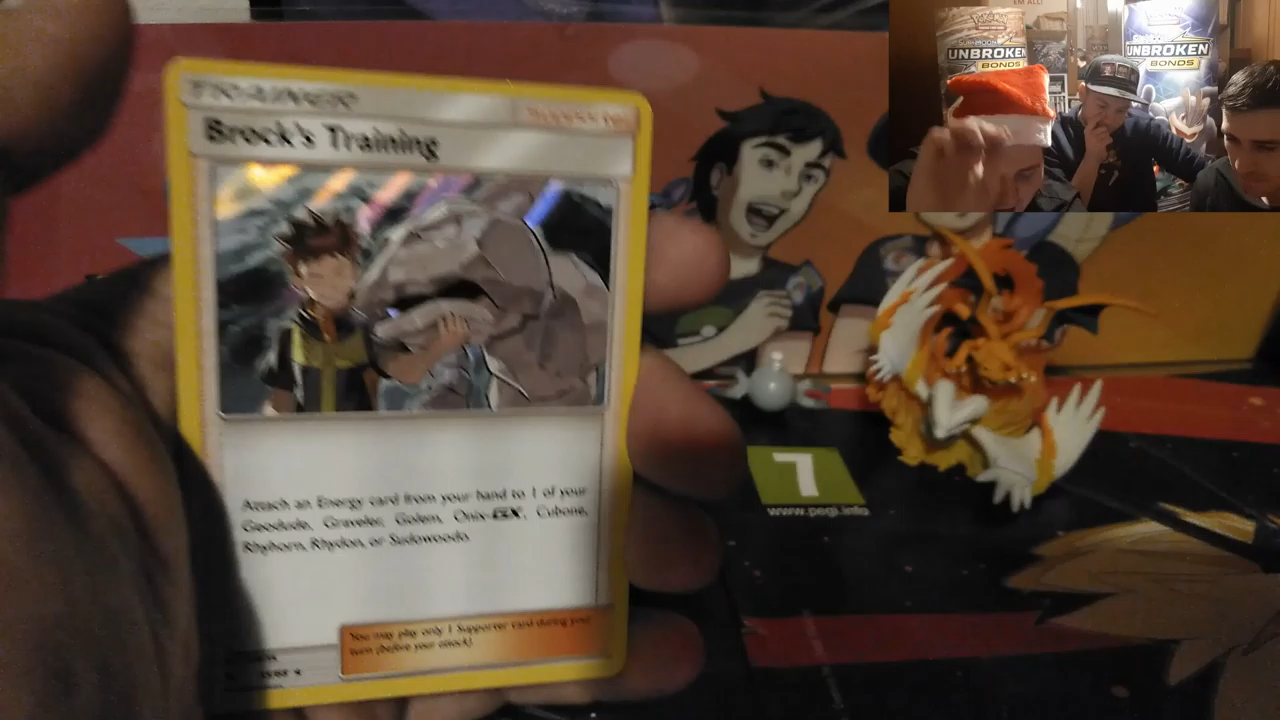 EM ALL!
UNBROKEN
BONDS
UNBROKEN
BONDS
TRAINER
Brock's Training
Attach an Energy card from your hand to 1 of your
Geodude, Graveler, Golem, Onix-GX, Cubone,
Rhyhorn, Rhydon, or Sudowoodo.
You may play only 1 Supporter card during your
turn (before your attack).
7
www.pegi.info